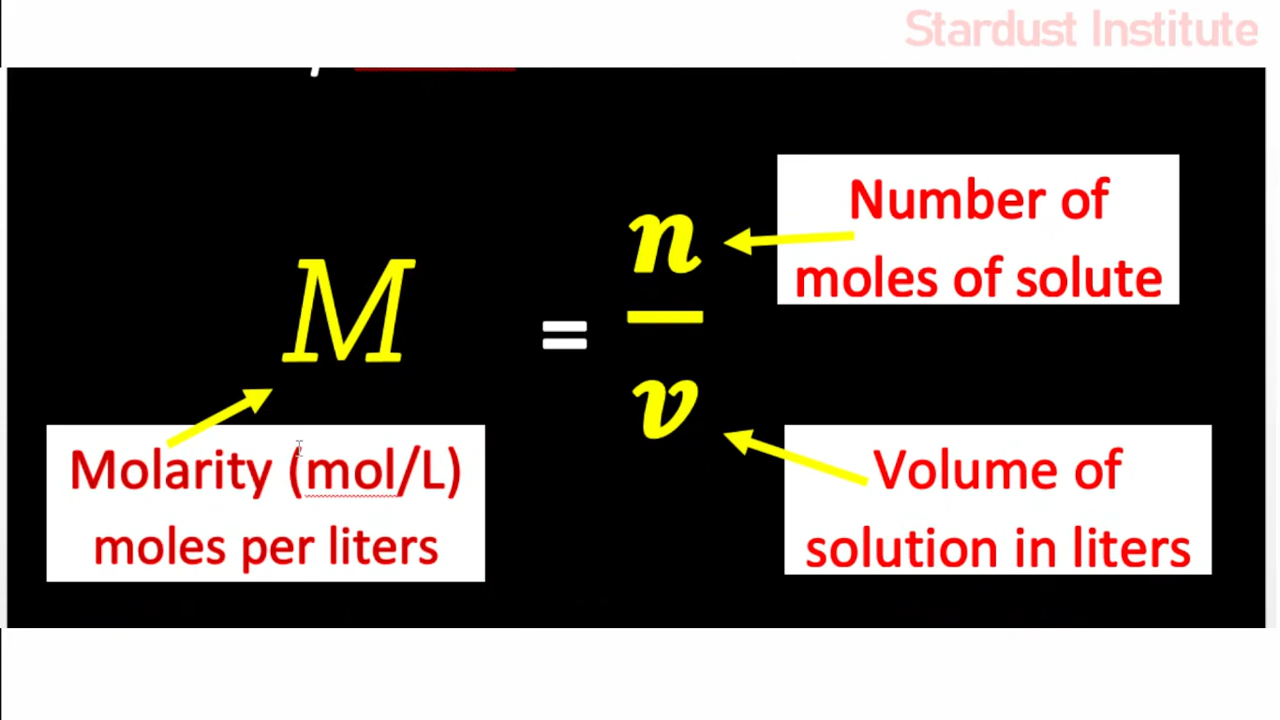 Stardust Institute
Number of
moles of solute
M = n/v
Molarity (mol/L)
moles per liters
Volume of
solution in liters